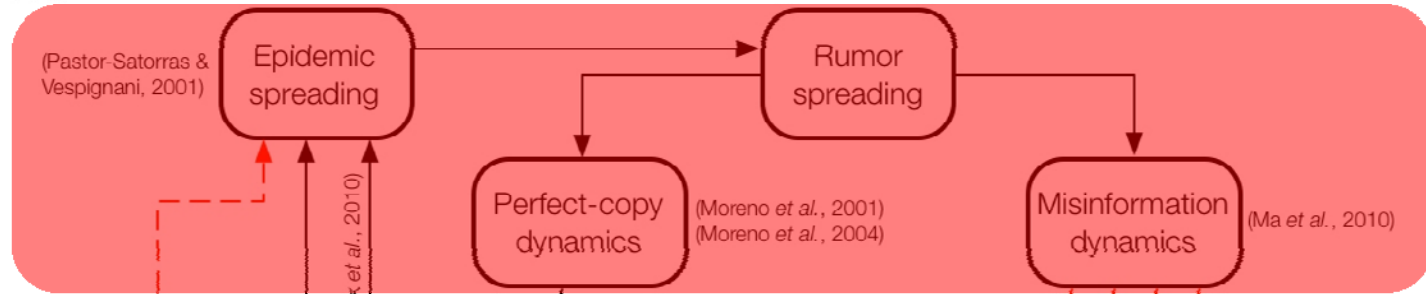 (Pastor-Satorras &
Vespignani, 2001)
Epidemic
spreading
Rumor
spreading
et al., 2010)
Perfect-copy
dynamics
(Moreno et al., 2001)
(Moreno et al., 2004)
Misinformation
dynamics
(Ma et al., 2010)